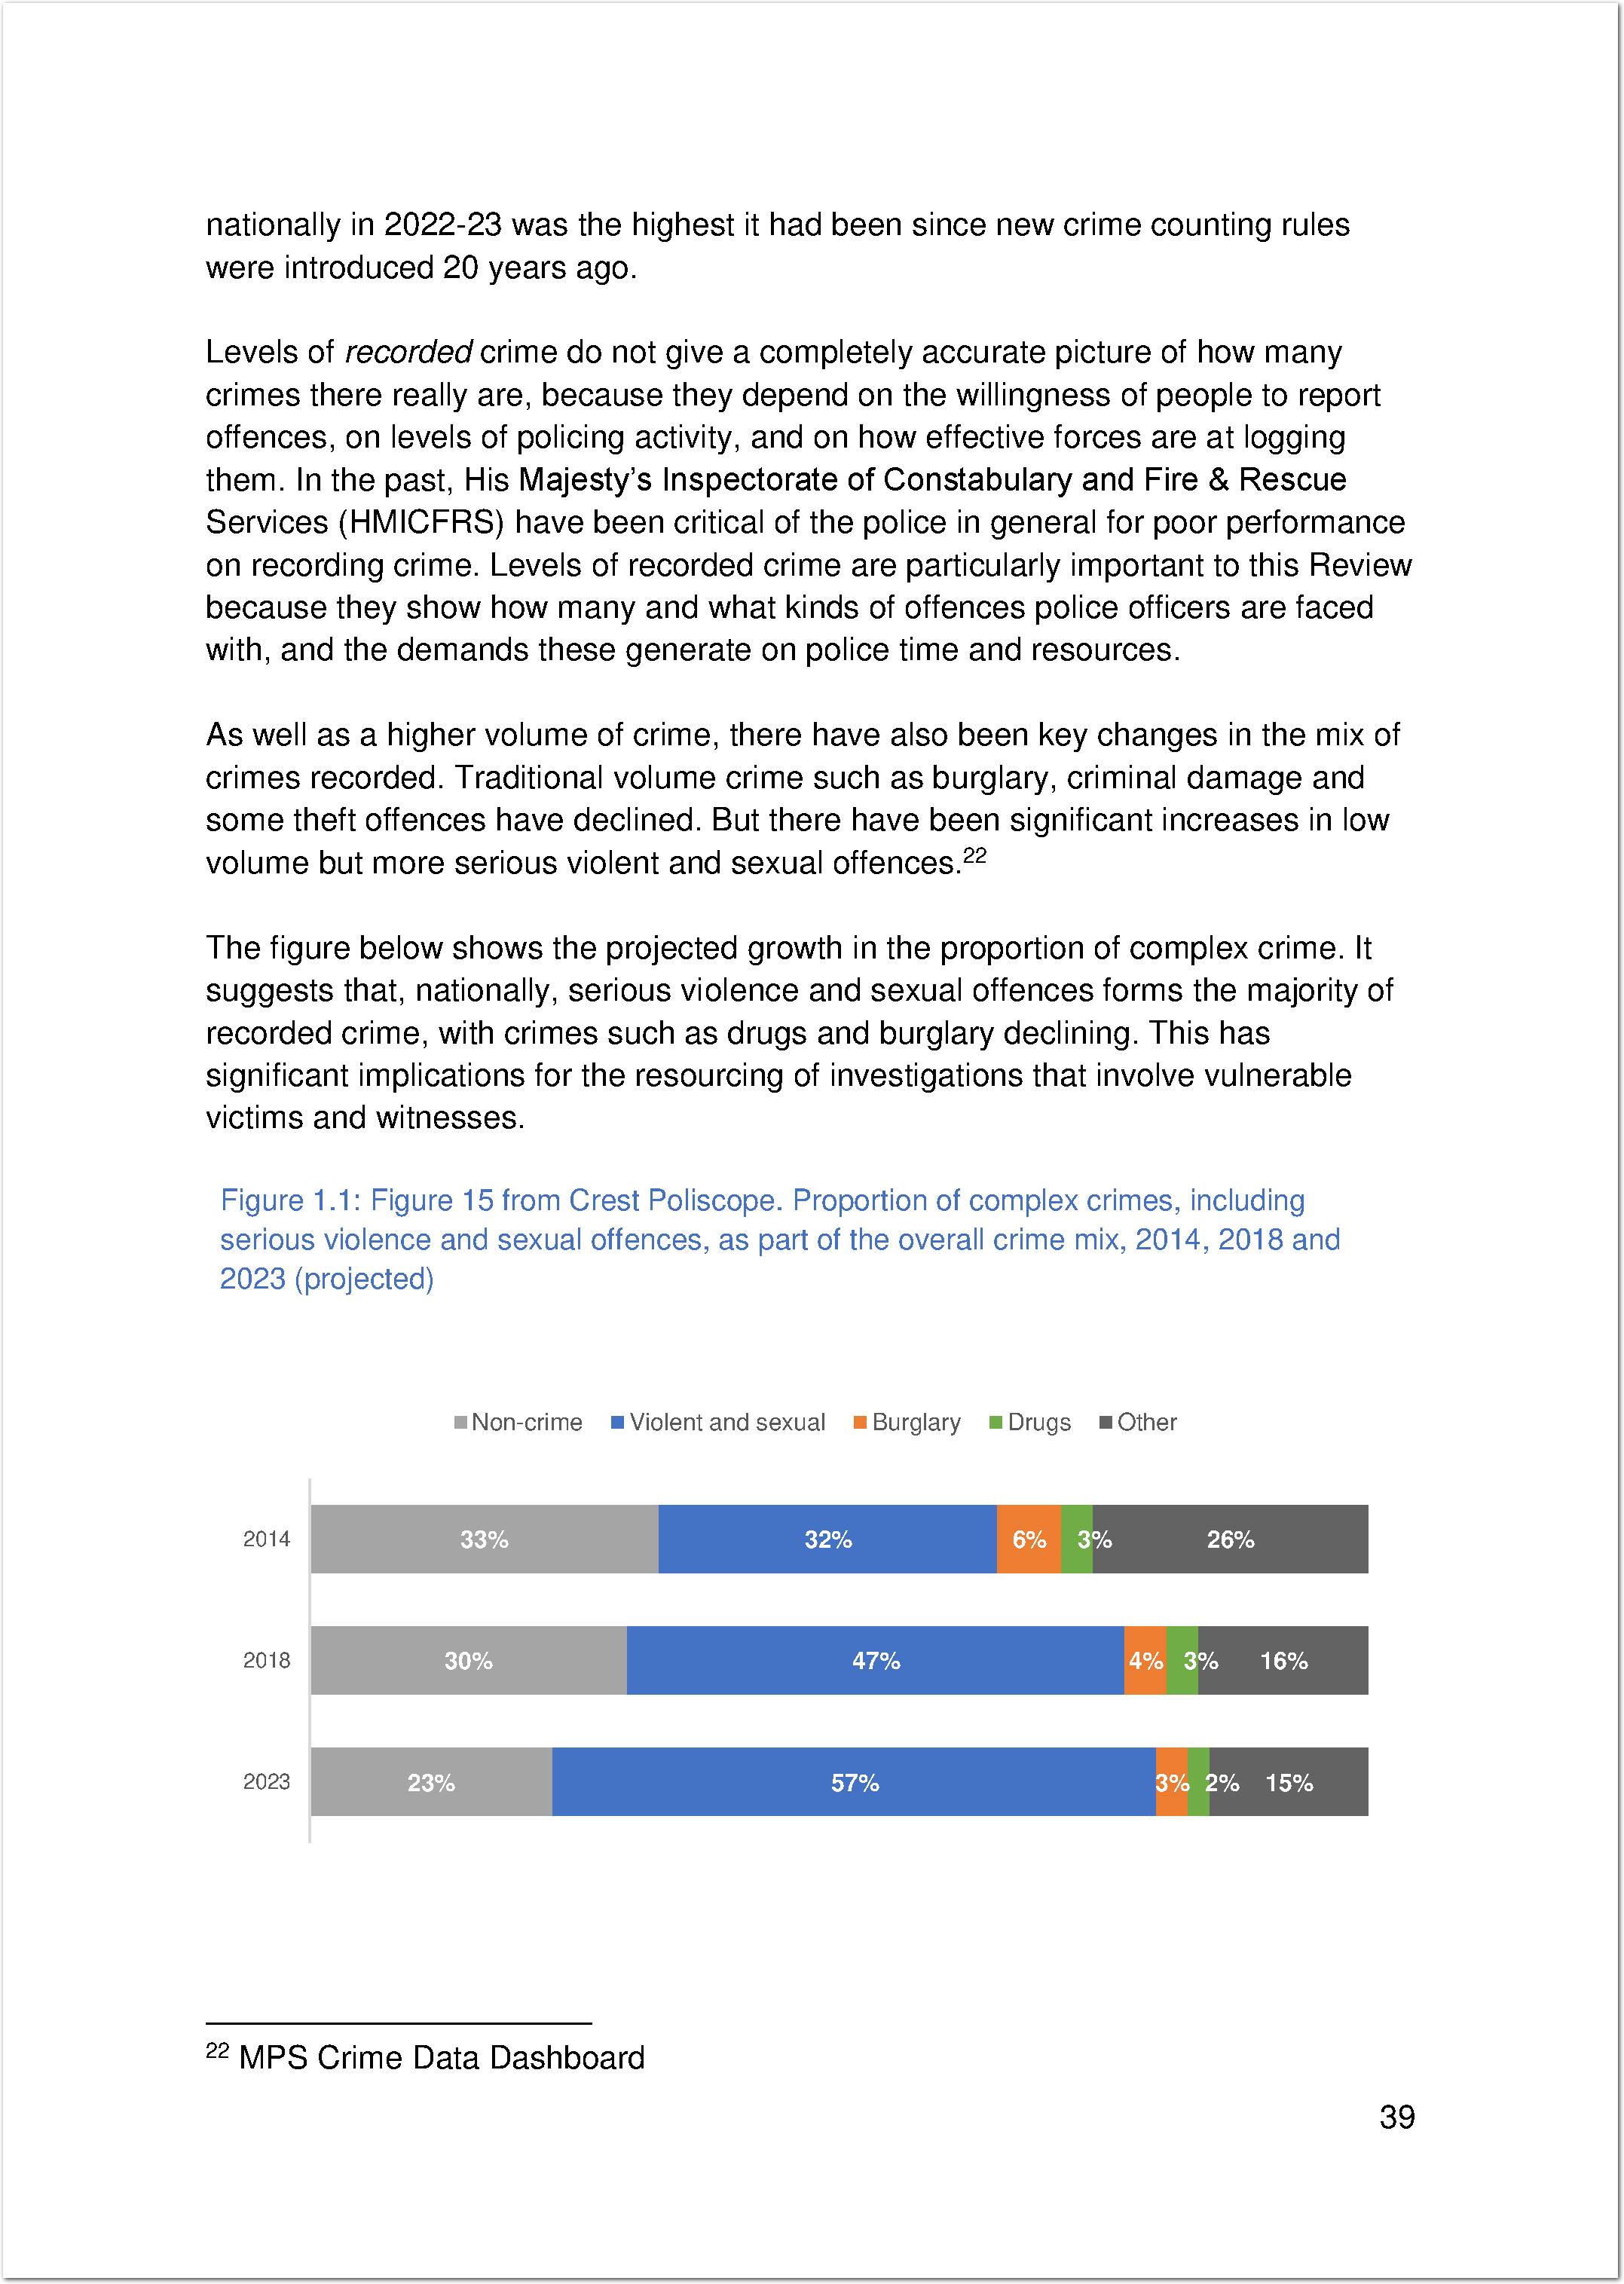 nationally in 2022-23 was the highest it had been since new crime counting rules
were introduced 20 years ago.
Levels of recorded crime do not give a completely accurate picture of how many
crimes there really are, because they depend on the willingness of people to report
offences, on levels of policing activity, and on how effective forces are at logging
them. In the past, His Majesty’s Inspectorate of Constabulary and Fire & Rescue
Services (HMICFRS) have been critical of the police in general for poor performance
on recording crime. Levels of recorded crime are particularly important to this Review
because they show how many and what kinds of offences police officers are faced
with, and the demands these generate on police time and resources.
As well as a higher volume of crime, there have also been key changes in the mix of
crimes recorded. Traditional volume crime such as burglary, criminal damage and
some theft offences have declined. But there have been significant increases in low
volume but more serious violent and sexual offences.22
The figure below shows the projected growth in the proportion of complex crime. It
suggests that, nationally, serious violence and sexual offences forms the majority of
recorded crime, with crimes such as drugs and burglary declining. This has
significant implications for the resourcing of investigations that involve vulnerable
victims and witnesses.
Figure 1.1: Figure 15 from Crest Poliscope. Proportion of complex crimes, including
serious violence and sexual offences, as part of the overall crime mix, 2014, 2018 and
2023 (projected)
Non-crime Violent and sexual Burglary Drugs Other
2014 33% 32% 6% 3% 26%
2018 30% 47% 4% 3% 16%
2023 23% 57% 3% 2% 15%
22 MPS Crime Data Dashboard
39